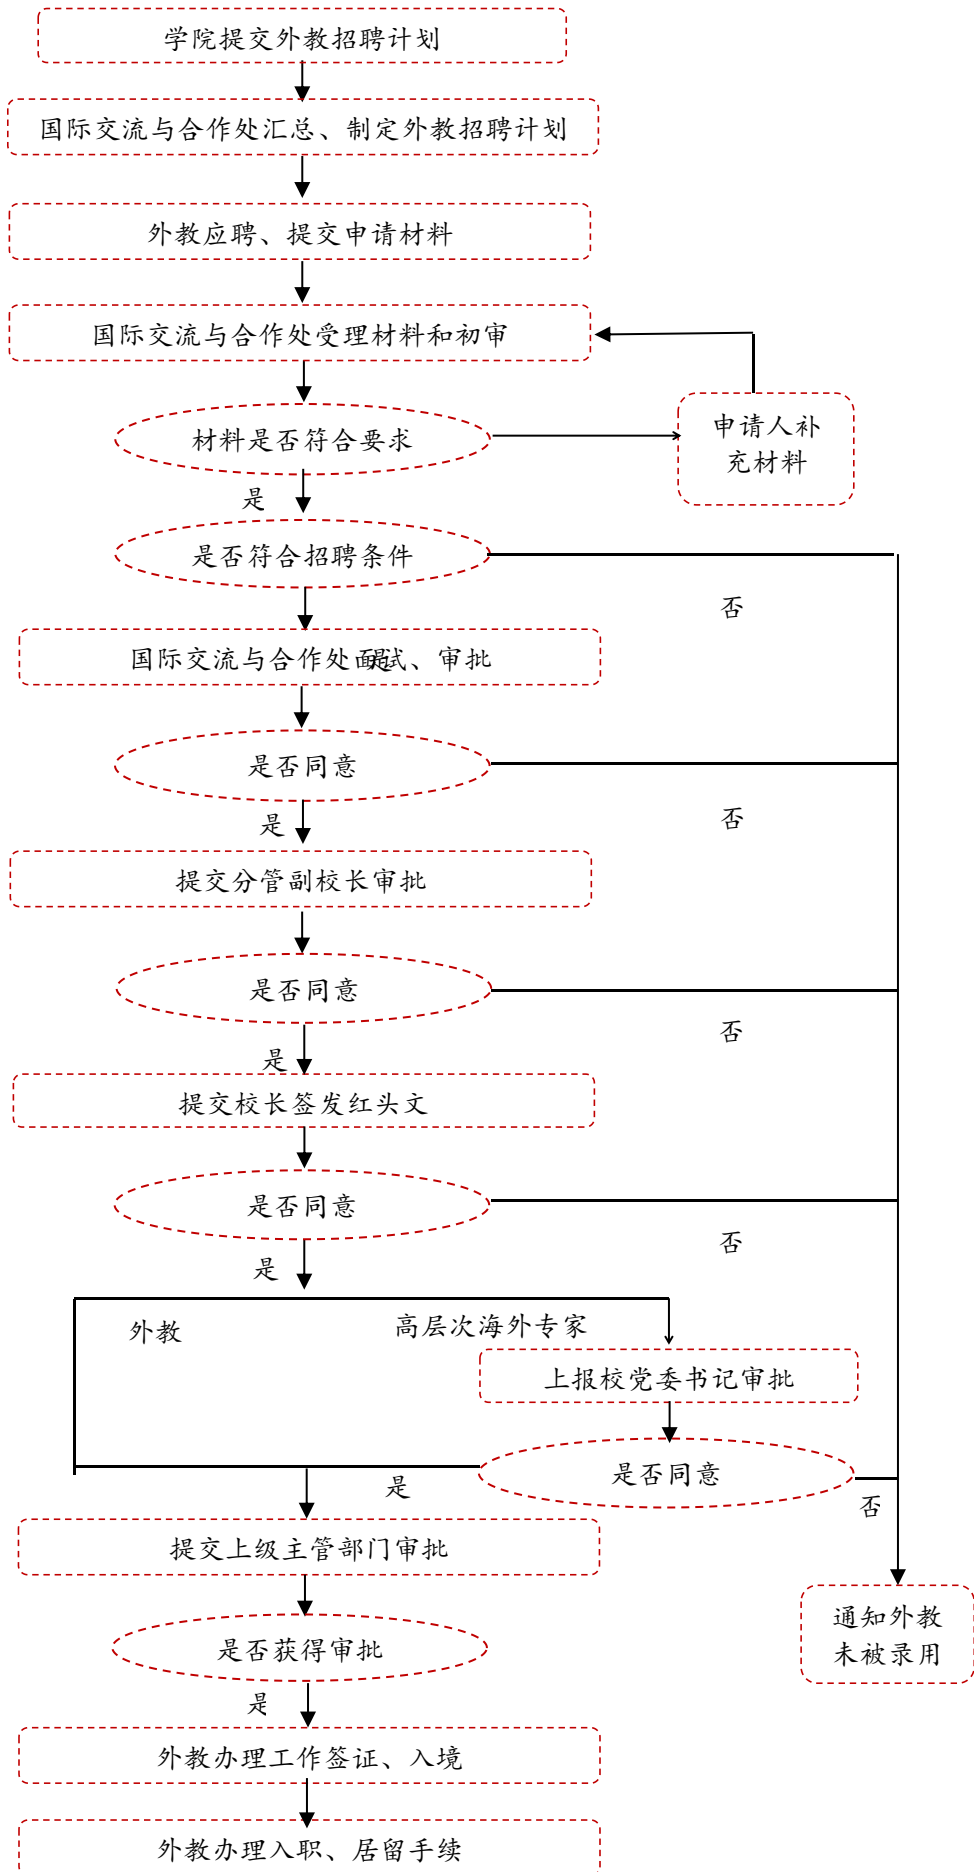 学院提交外教招聘计划
国际交流与合作处汇总、制定外教招聘计划
外教应聘、提交申请材料
国际交流与合作处受理材料和初审
材料是否符合要求
申请人补
充材料
是
是否符合招聘条件
否
国际交流与合作处面试、审批
是
是否同意
否
是
提交分管副校长审批
是否同意
否
是
提交校长签发红头文
是否同意
否
是
外教
高层次海外专家
上报校党委书记审批
是否同意
是
否
提交上级主管部门审批
通知外教
未被录用
是否获得审批
是
外教办理工作签证、入境
外教办理入职、居留手续